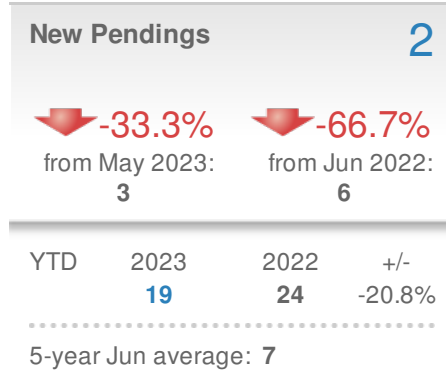 New Pendings 2
-33.3% -66.7%
from May 2023: from Jun 2022:
3 6
YTD 2023 2022 +/-
19 24 -20.8%
5-year Jun average: 7